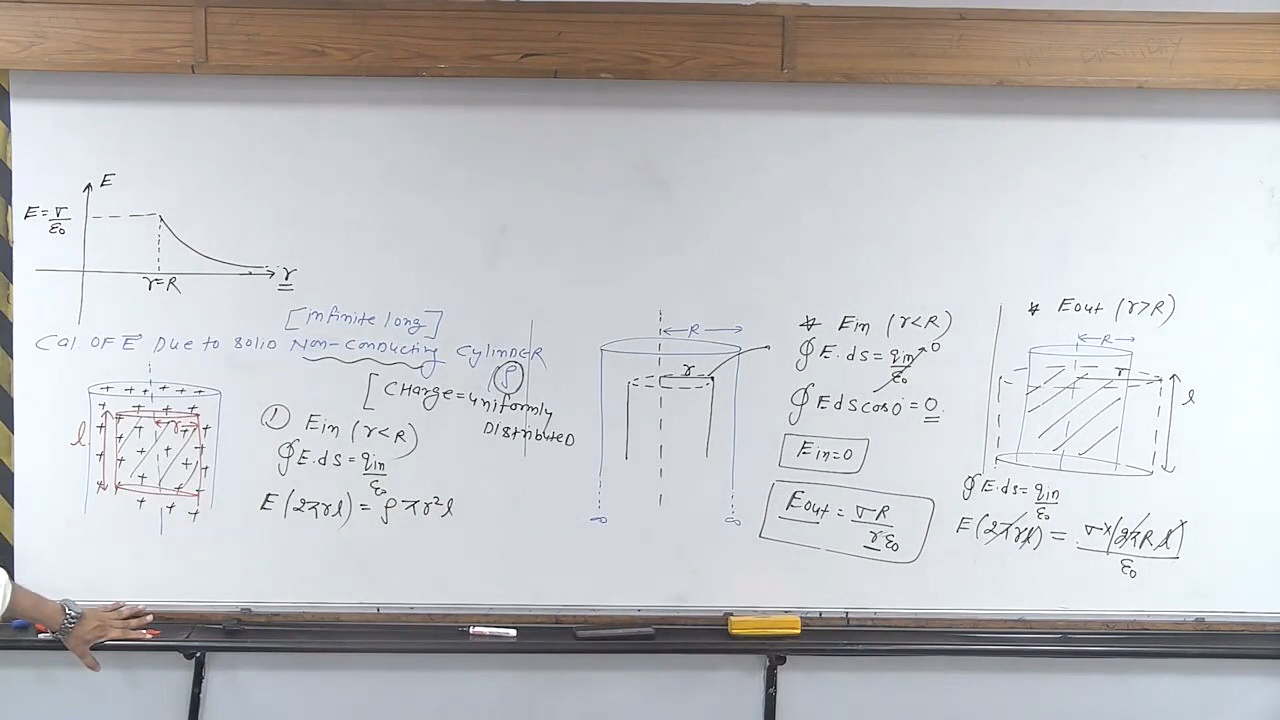 E
E = σ/ε₀
r=R
r
[infinite long]
Cal. OF E⃗ Due to Solid Non-Conducting CylinDER
ρ
[CHarge = uniformly
Distributed
l
r
① Ein (r<R)
∮E.ds = qin/ε₀
E(2πrl) = ρ πr²l
R
r
∞ ∞
* Ein (r<R)
∮E.ds = qin/ε₀ 0
∮E ds cos0° = 0.
Ein=0
Eout = σR/rε₀
* Eout (r>R)
R
r
l
∮E.ds = qin/ε₀
E(2πrl) = σ×(2πRl)/ε₀